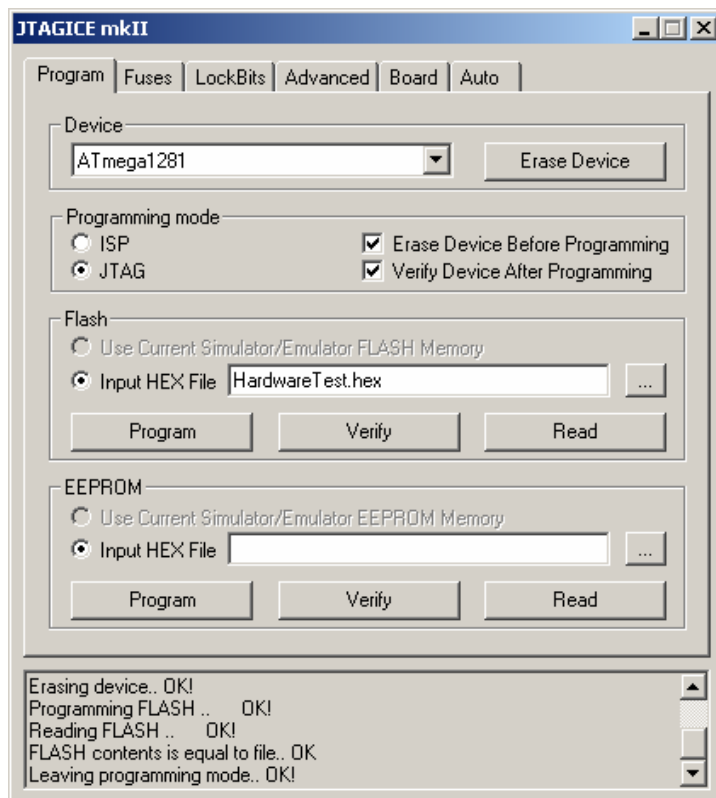 JTAGICE mkII
Program Fuses LockBits Advanced Board Auto
Device
ATmega1281 Erase Device
Programming mode
ISP Erase Device Before Programming
JTAG Verify Device After Programming
Flash
Use Current Simulator/Emulator FLASH Memory
Input HEX File HardwareTest.hex ...
Program Verify Read
EEPROM
Use Current Simulator/Emulator EEPROM Memory
Input HEX File ...
Program Verify Read
Erasing device.. OK!
Programming FLASH .. OK!
Reading FLASH .. OK!
FLASH contents is equal to file.. OK
Leaving programming mode.. OK!